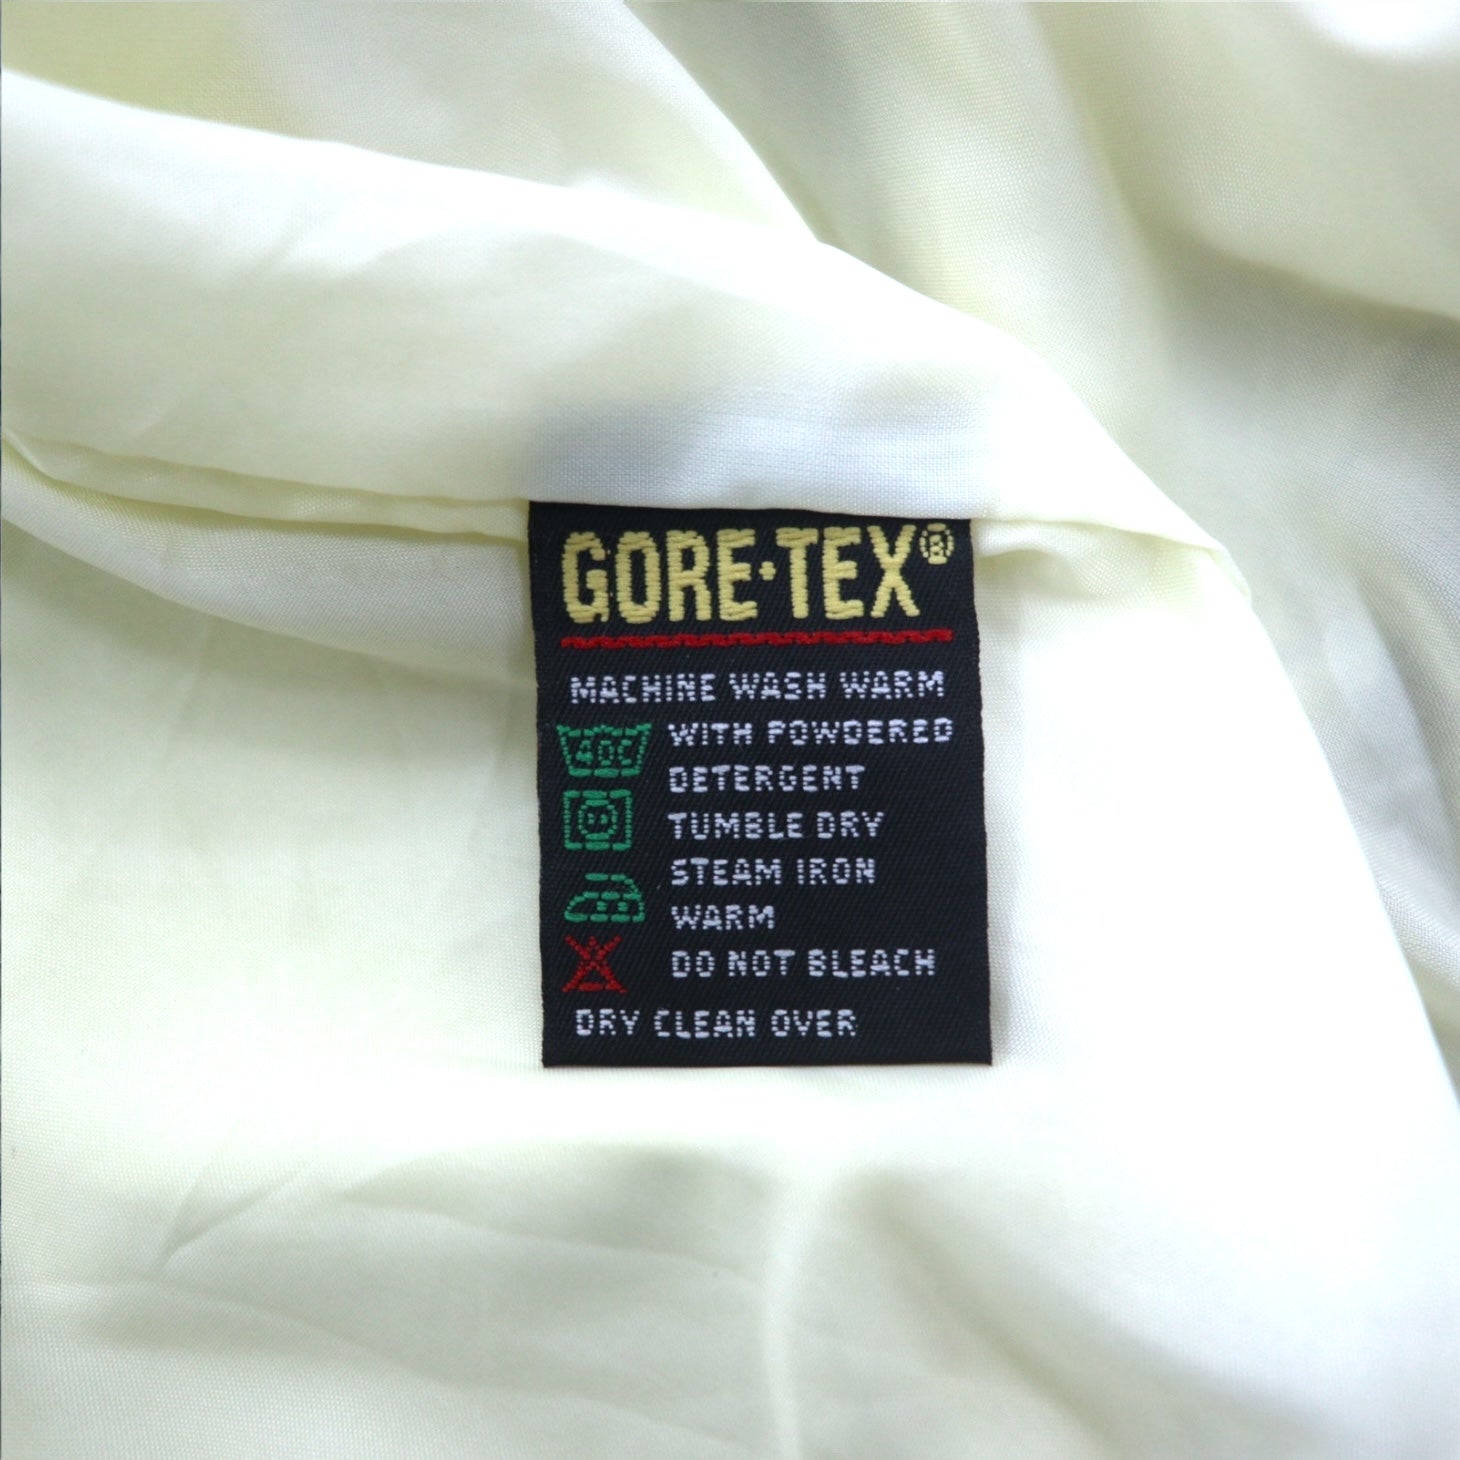 GORE-TEX®
MACHINE WASH WARM
40C WITH POWDERED
DETERGENT
TUMBLE DRY
STEAM IRON
WARM
DO NOT BLEACH
DRY CLEAN OVER